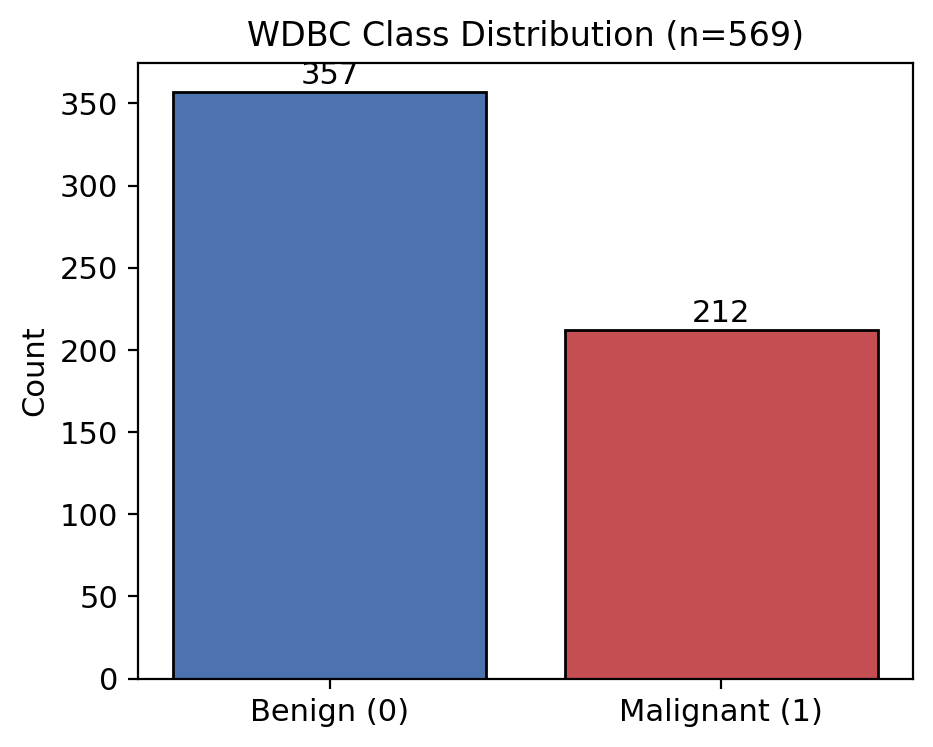 WDBC Class Distribution (n=569)
357
350
300
250
212
200
150
100
50
0
Count
Benign (0)
Malignant (1)